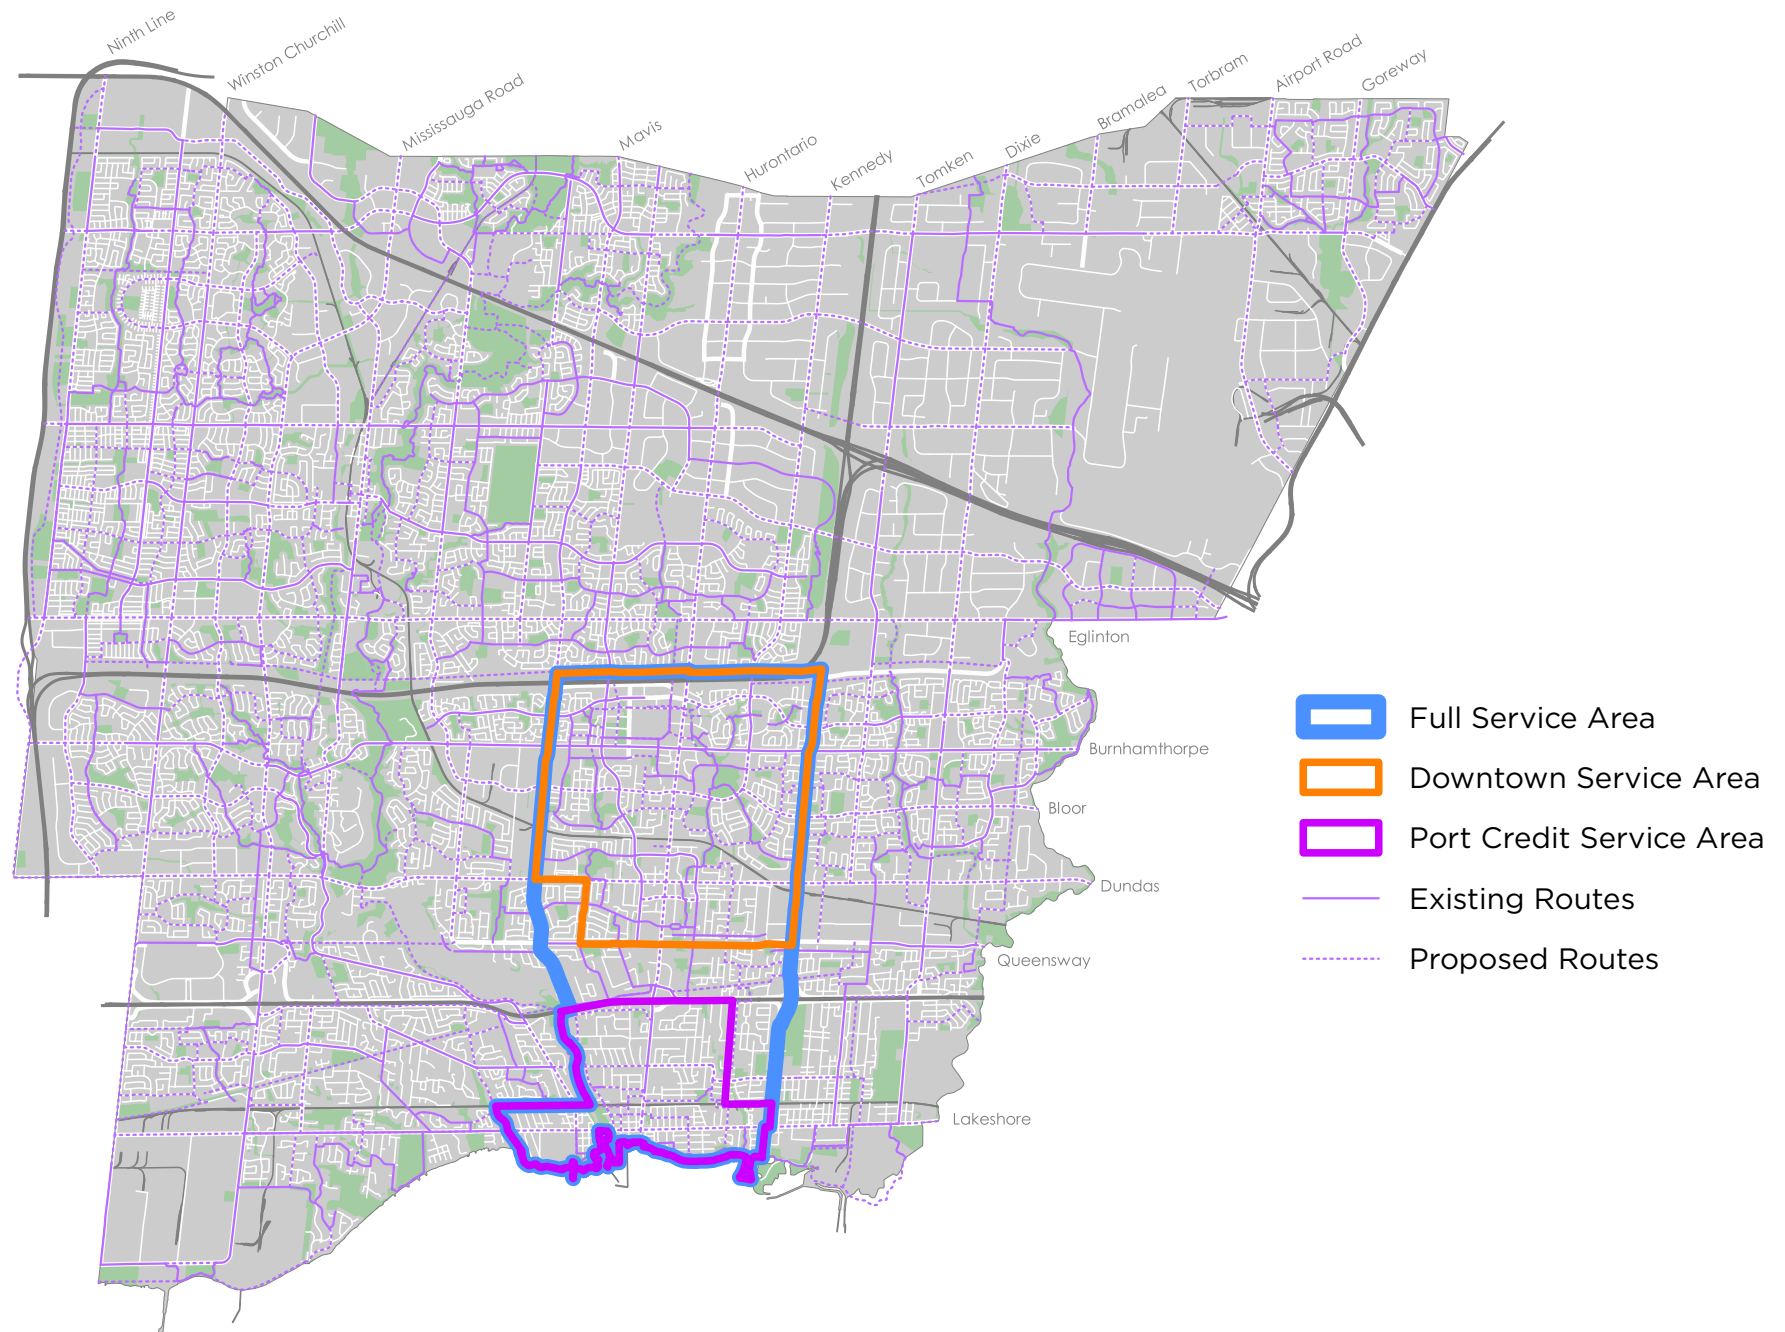 Ninth Line
Winston Churchill
Mississauga Road
Mavis
Hurontario
Kennedy
Tomken
Dixie
Bramalea
Torbram
Airport Road
Goreway
Eglinton
Burnhamthorpe
Bloor
Dundas
Queensway
Lakeshore
Full Service Area
Downtown Service Area
Port Credit Service Area
Existing Routes
Proposed Routes